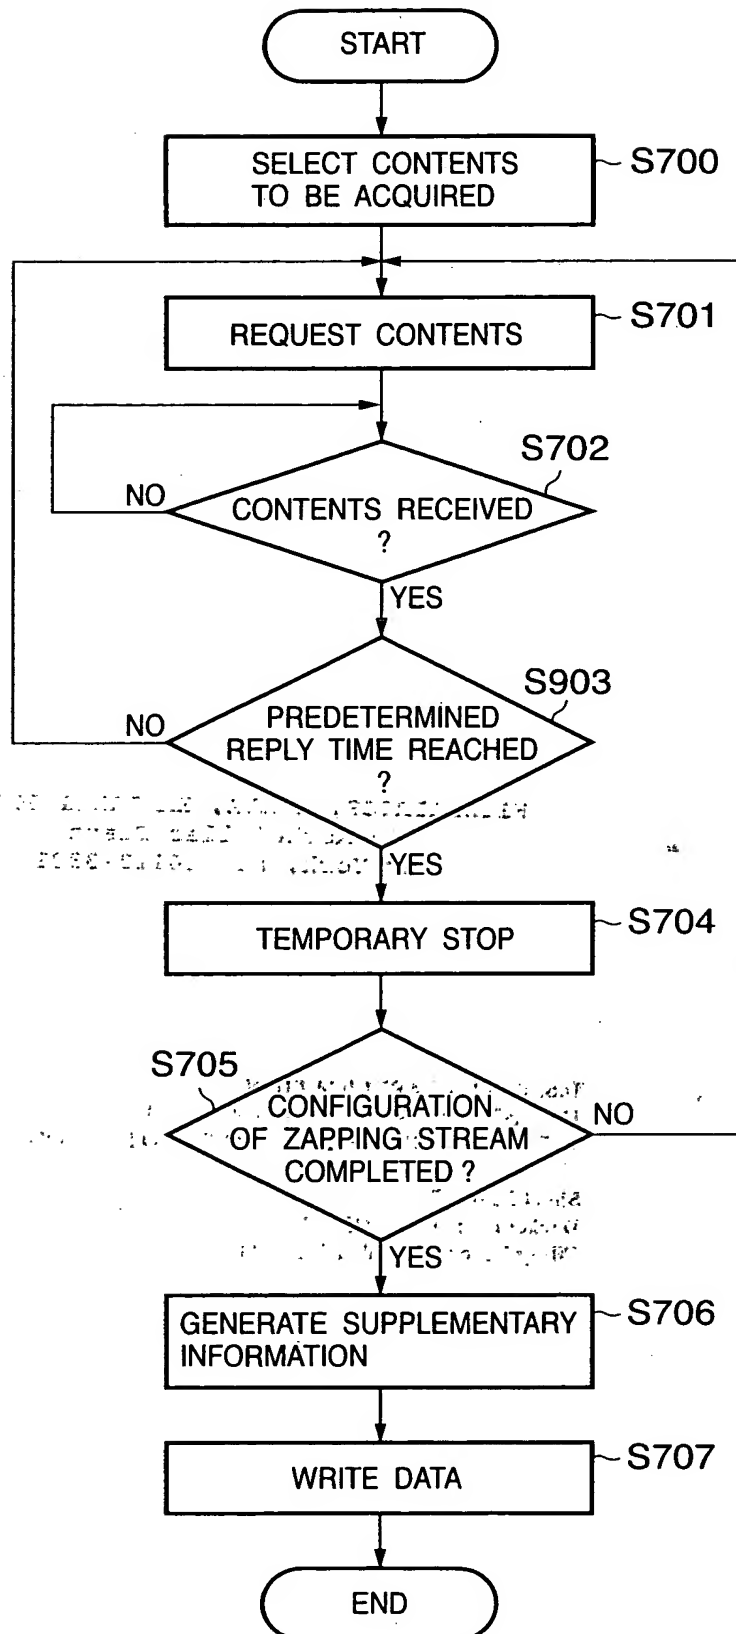 START
SELECT CONTENTS
TO BE ACQUIRED
S700
REQUEST CONTENTS
S701
S702
NO
CONTENTS RECEIVED
?
YES
S903
NO
PREDETERMINED
REPLY TIME REACHED
?
YES
TEMPORARY STOP
S704
S705
CONFIGURATION
OF ZAPPING STREAM
COMPLETED ?
NO
YES
GENERATE SUPPLEMENTARY
INFORMATION
S706
WRITE DATA
S707
END